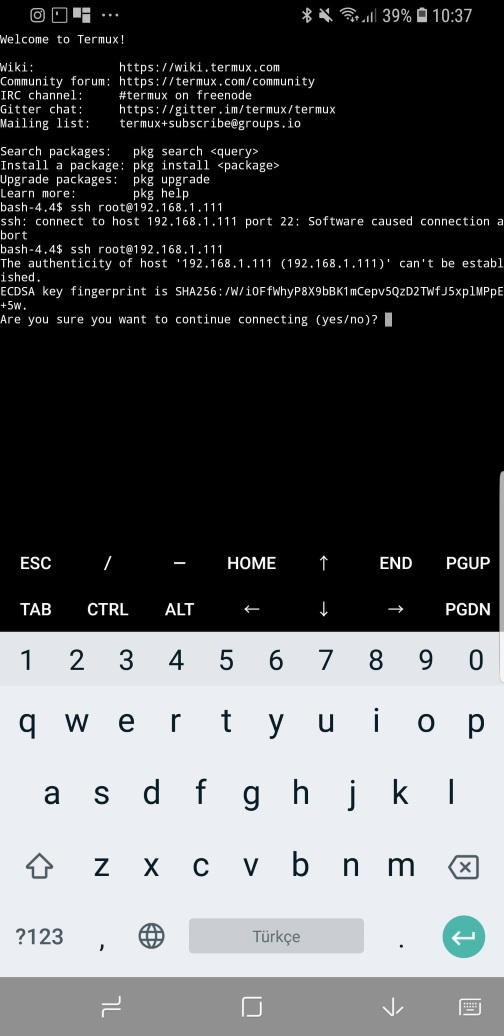 39% 10:37
Welcome to Termux!
Wiki: https://wiki.termux.com
Community forum: https://termux.com/community
IRC channel: #termux on freenode
Gitter chat: https://gitter.im/termux/termux
Mailing list: termux+subscribe@groups.io
Search packages: pkg search <query>
Install a package: pkg install <package>
Upgrade packages: pkg upgrade
Learn more: pkg help
bash-4.4$ ssh root@192.168.1.111
ssh: connect to host 192.168.1.111 port 22: Software caused connection a
bort
bash-4.4$ ssh root@192.168.1.111
The authenticity of host '192.168.1.111 (192.168.1.111)' can't be establ
ished.
ECDSA key fingerprint is SHA256:/W/iOFfWhyP8X9bBK1mCepv5QzD2TWfJ5xplMPpE
+5w.
Are you sure you want to continue connecting (yes/no)?
ESC / — HOME ↑ END PGUP
TAB CTRL ALT ← ↓ → PGDN
1 2 3 4 5 6 7 8 9 0
q w e r t y u i o p
a s d f g h j k l
z x c v b n m
?123 , Türkçe .